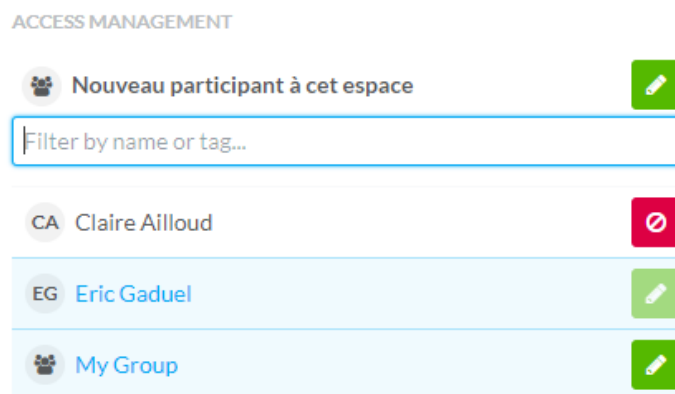 ACCESS MANAGEMENT
Nouveau participant à cet espace
Filter by name or tag...
CA Claire Ailloud
EG Eric Gaduel
My Group